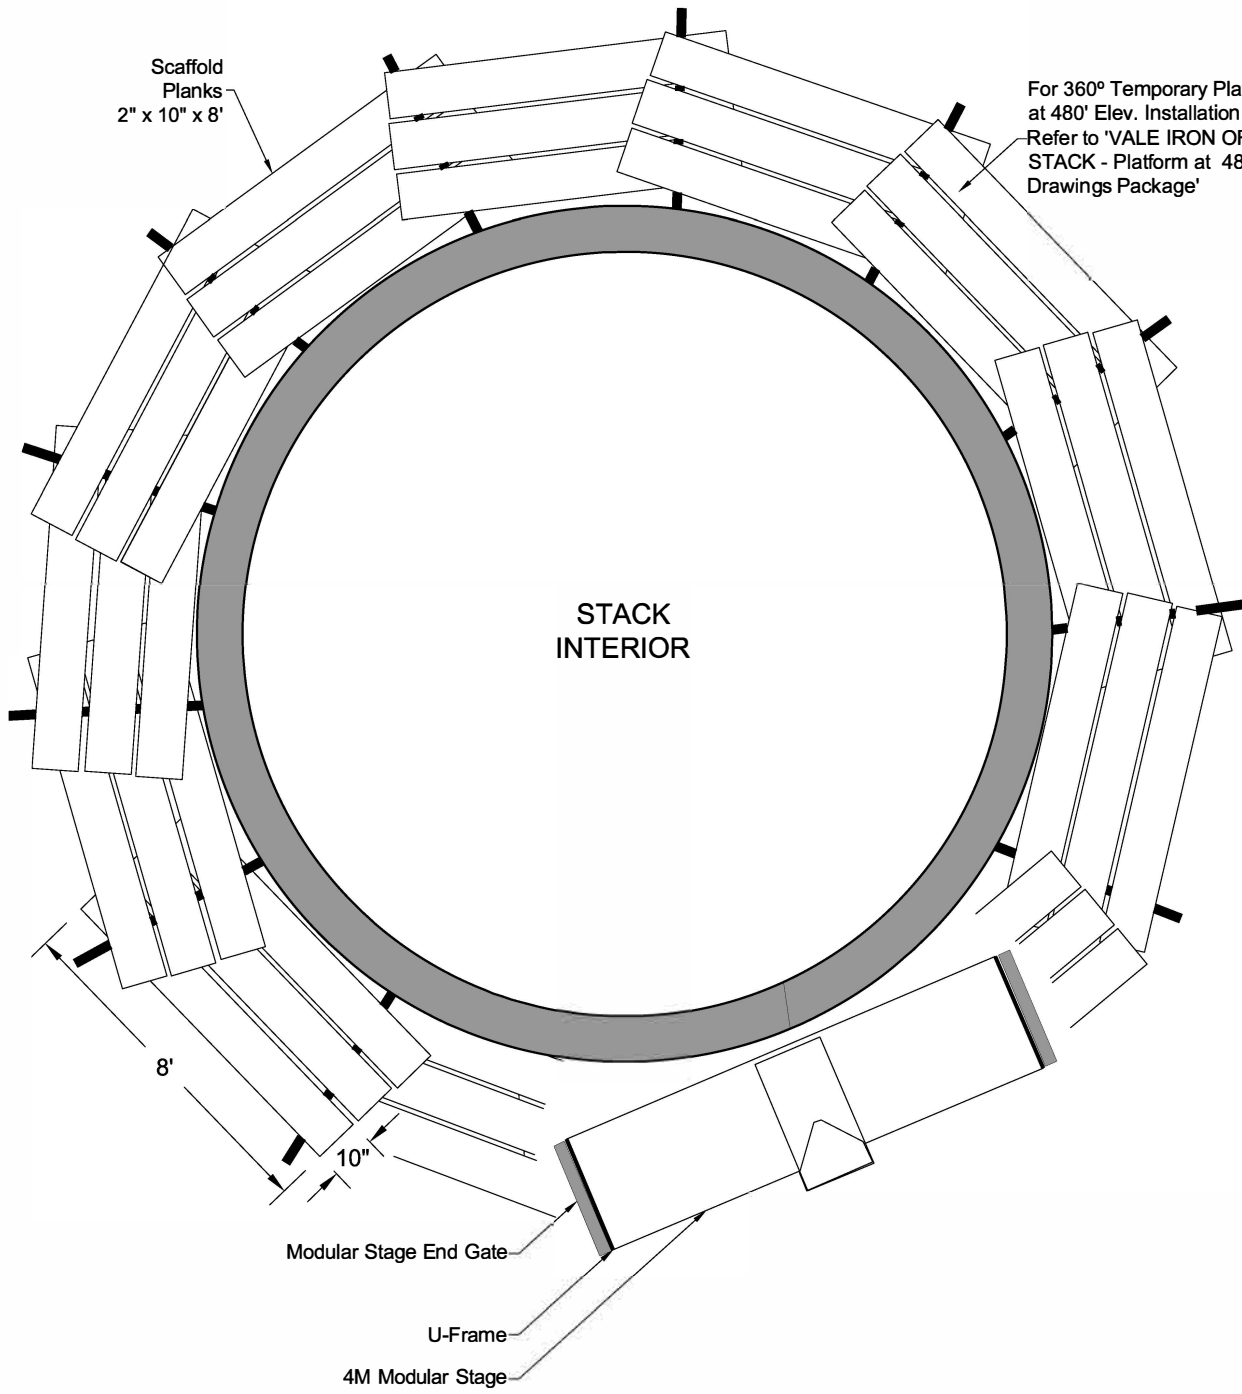 Scaffold
Planks
2" x 10" x 8'
For 360º Temporary Pla
at 480' Elev. Installation
Refer to 'VALE IRON OR
STACK - Platform at 48
Drawings Package'
STACK
INTERIOR
8'
10"
Modular Stage End Gate
U-Frame
4M Modular Stage